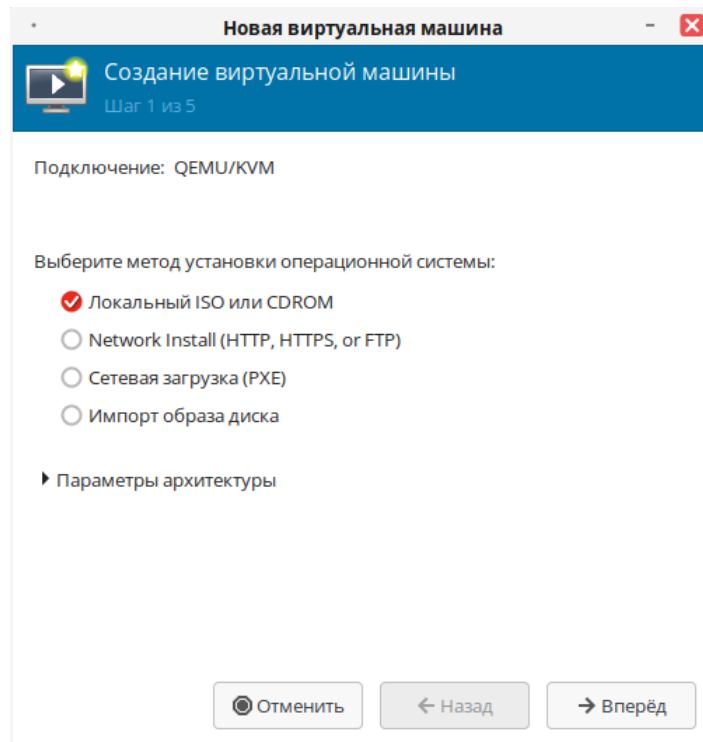 Новая виртуальная машина
Создание виртуальной машины
Шаг 1 из 5
Подключение: QEMU/KVM
Выберите метод установки операционной системы:
Локальный ISO или CDROM
Network Install (HTTP, HTTPS, or FTP)
Сетевая загрузка (PXE)
Импорт образа диска
Параметры архитектуры
Отменить
Назад
Вперёд